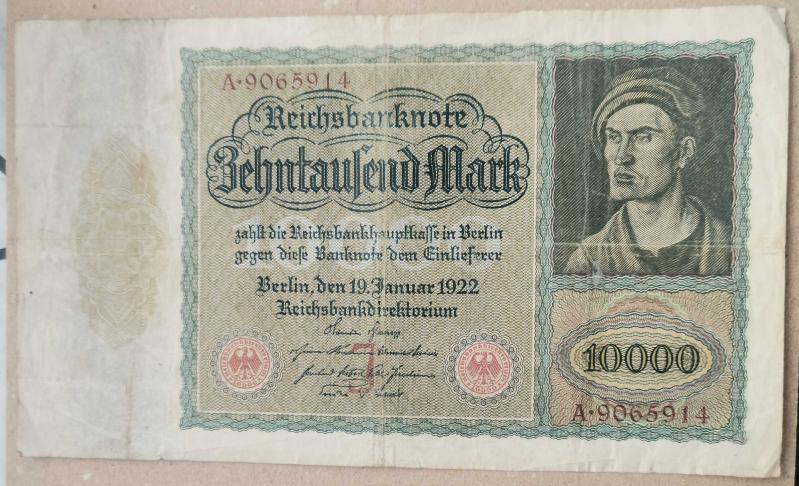 A·9065914
Reichsbanknote
Zehntausend Mark
zahlt die Reichsbankhauptkasse in Berlin
gegen diese Banknote dem Einlieferer
Berlin, den 19. Januar 1922
Reichsbankdirektorium
J
10000
A·9065914